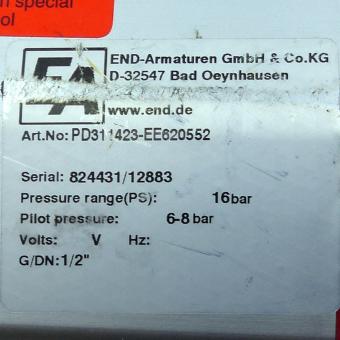 special
ol
END-Armaturen GmbH & Co.KG
D-32547 Bad Oeynhausen
EA
www.end.de
Art.No: PD311423-EE620552
Serial: 824431/12883
Pressure range(PS): 16bar
Pilot pressure: 6-8 bar
Volts: V Hz:
G/DN: 1/2"